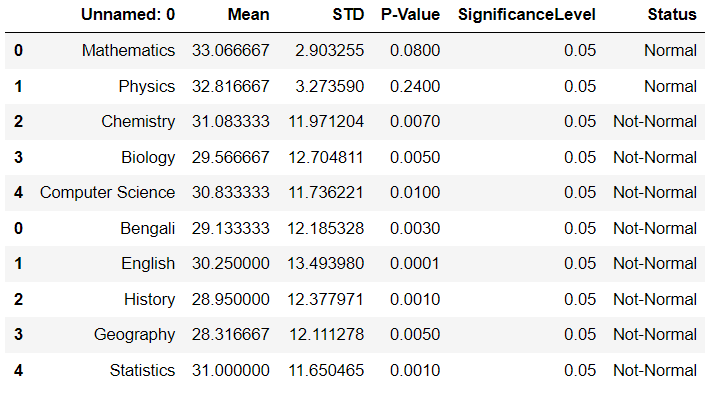 Unnamed: 0 Mean STD P-Value SignificanceLevel Status
0 Mathematics 33.066667 2.903255 0.0800 0.05 Normal
1 Physics 32.816667 3.273590 0.2400 0.05 Normal
2 Chemistry 31.083333 11.971204 0.0070 0.05 Not-Normal
3 Biology 29.566667 12.704811 0.0050 0.05 Not-Normal
4 Computer Science 30.833333 11.736221 0.0100 0.05 Not-Normal
0 Bengali 29.133333 12.185328 0.0030 0.05 Not-Normal
1 English 30.250000 13.493980 0.0001 0.05 Not-Normal
2 History 28.950000 12.377971 0.0010 0.05 Not-Normal
3 Geography 28.316667 12.111278 0.0050 0.05 Not-Normal
4 Statistics 31.000000 11.650465 0.0010 0.05 Not-Normal